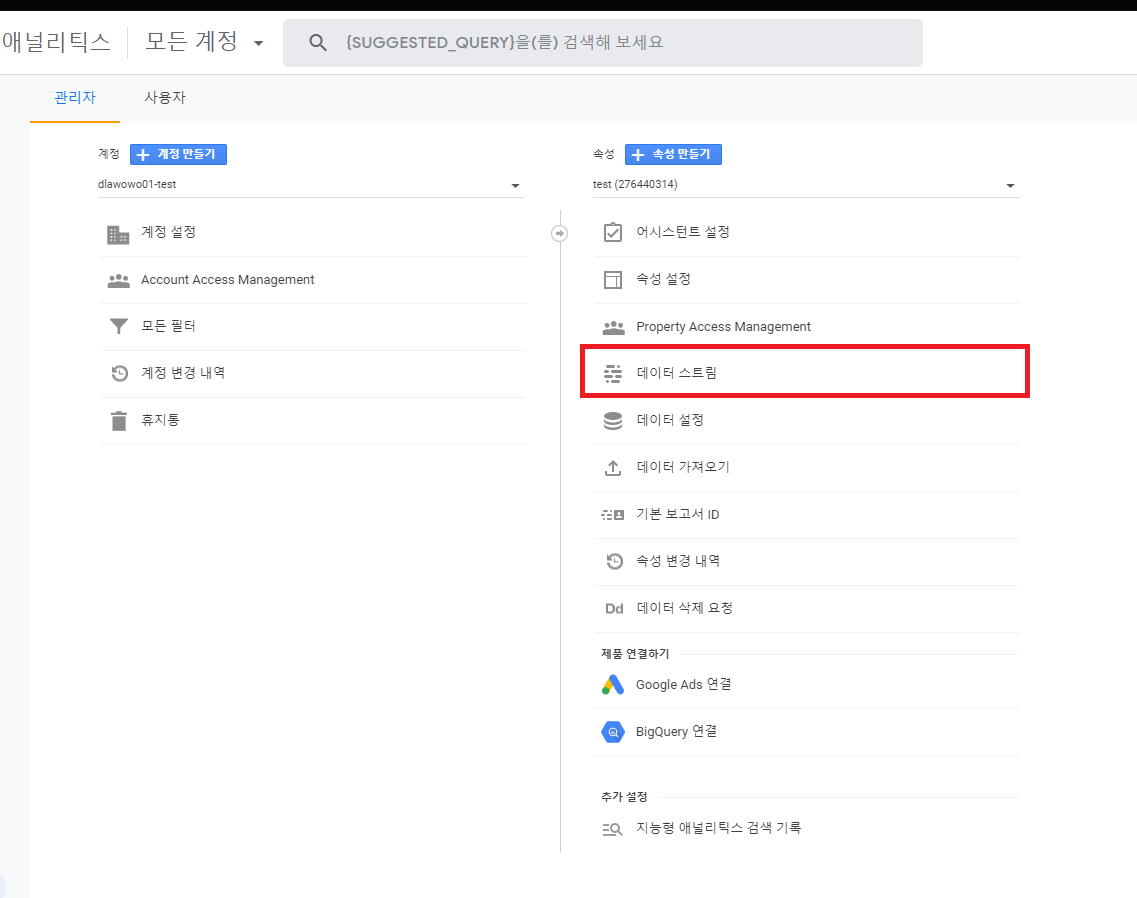 애널리틱스
모든 계정
{SUGGESTED_QUERY}을(를) 검색해 보세요
관리자
사용자
계정
계정 만들기
dlawowo01-test
계정 설정
Account Access Management
모든 필터
계정 변경 내역
휴지통
속성
속성 만들기
test (276440314)
어시스턴트 설정
속성 설정
Property Access Management
데이터 스트림
데이터 설정
데이터 가져오기
기본 보고서 ID
속성 변경 내역
Dd 데이터 삭제 요청
제품 연결하기
Google Ads 연결
BigQuery 연결
추가 설정
지능형 애널리틱스 검색 기록